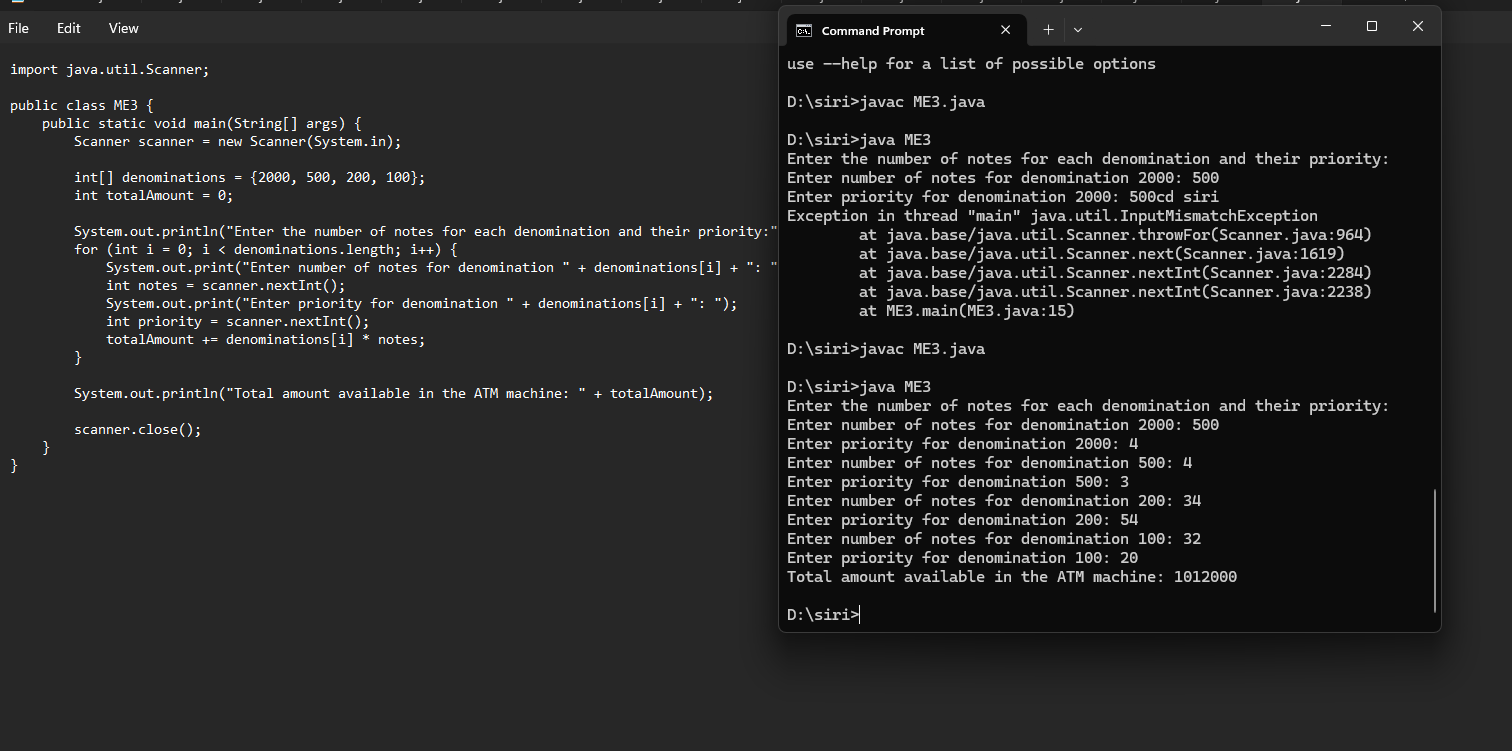 File Edit View
import java.util.Scanner;
public class ME3 {
public static void main(String[] args) {
Scanner scanner = new Scanner(System.in);
int[] denominations = {2000, 500, 200, 100};
int totalAmount = 0;
System.out.println("Enter the number of notes for each denomination and their priority:"
for (int i = 0; i < denominations.length; i++) {
System.out.print("Enter number of notes for denomination " + denominations[i] + ": "
int notes = scanner.nextInt();
System.out.print("Enter priority for denomination " + denominations[i] + ": ");
int priority = scanner.nextInt();
totalAmount += denominations[i] * notes;
}
System.out.println("Total amount available in the ATM machine: " + totalAmount);
scanner.close();
}
}
Command Prompt
use --help for a list of possible options
D:\siri>javac ME3.java
D:\siri>java ME3
Enter the number of notes for each denomination and their priority:
Enter number of notes for denomination 2000: 500
Enter priority for denomination 2000: 500cd siri
Exception in thread "main" java.util.InputMismatchException
at java.base/java.util.Scanner.throwFor(Scanner.java:964)
at java.base/java.util.Scanner.next(Scanner.java:1619)
at java.base/java.util.Scanner.nextInt(Scanner.java:2284)
at java.base/java.util.Scanner.nextInt(Scanner.java:2238)
at ME3.main(ME3.java:15)
D:\siri>javac ME3.java
D:\siri>java ME3
Enter the number of notes for each denomination and their priority:
Enter number of notes for denomination 2000: 500
Enter priority for denomination 2000: 4
Enter number of notes for denomination 500: 4
Enter priority for denomination 500: 3
Enter number of notes for denomination 200: 34
Enter priority for denomination 200: 54
Enter number of notes for denomination 100: 32
Enter priority for denomination 100: 20
Total amount available in the ATM machine: 1012000
D:\siri>